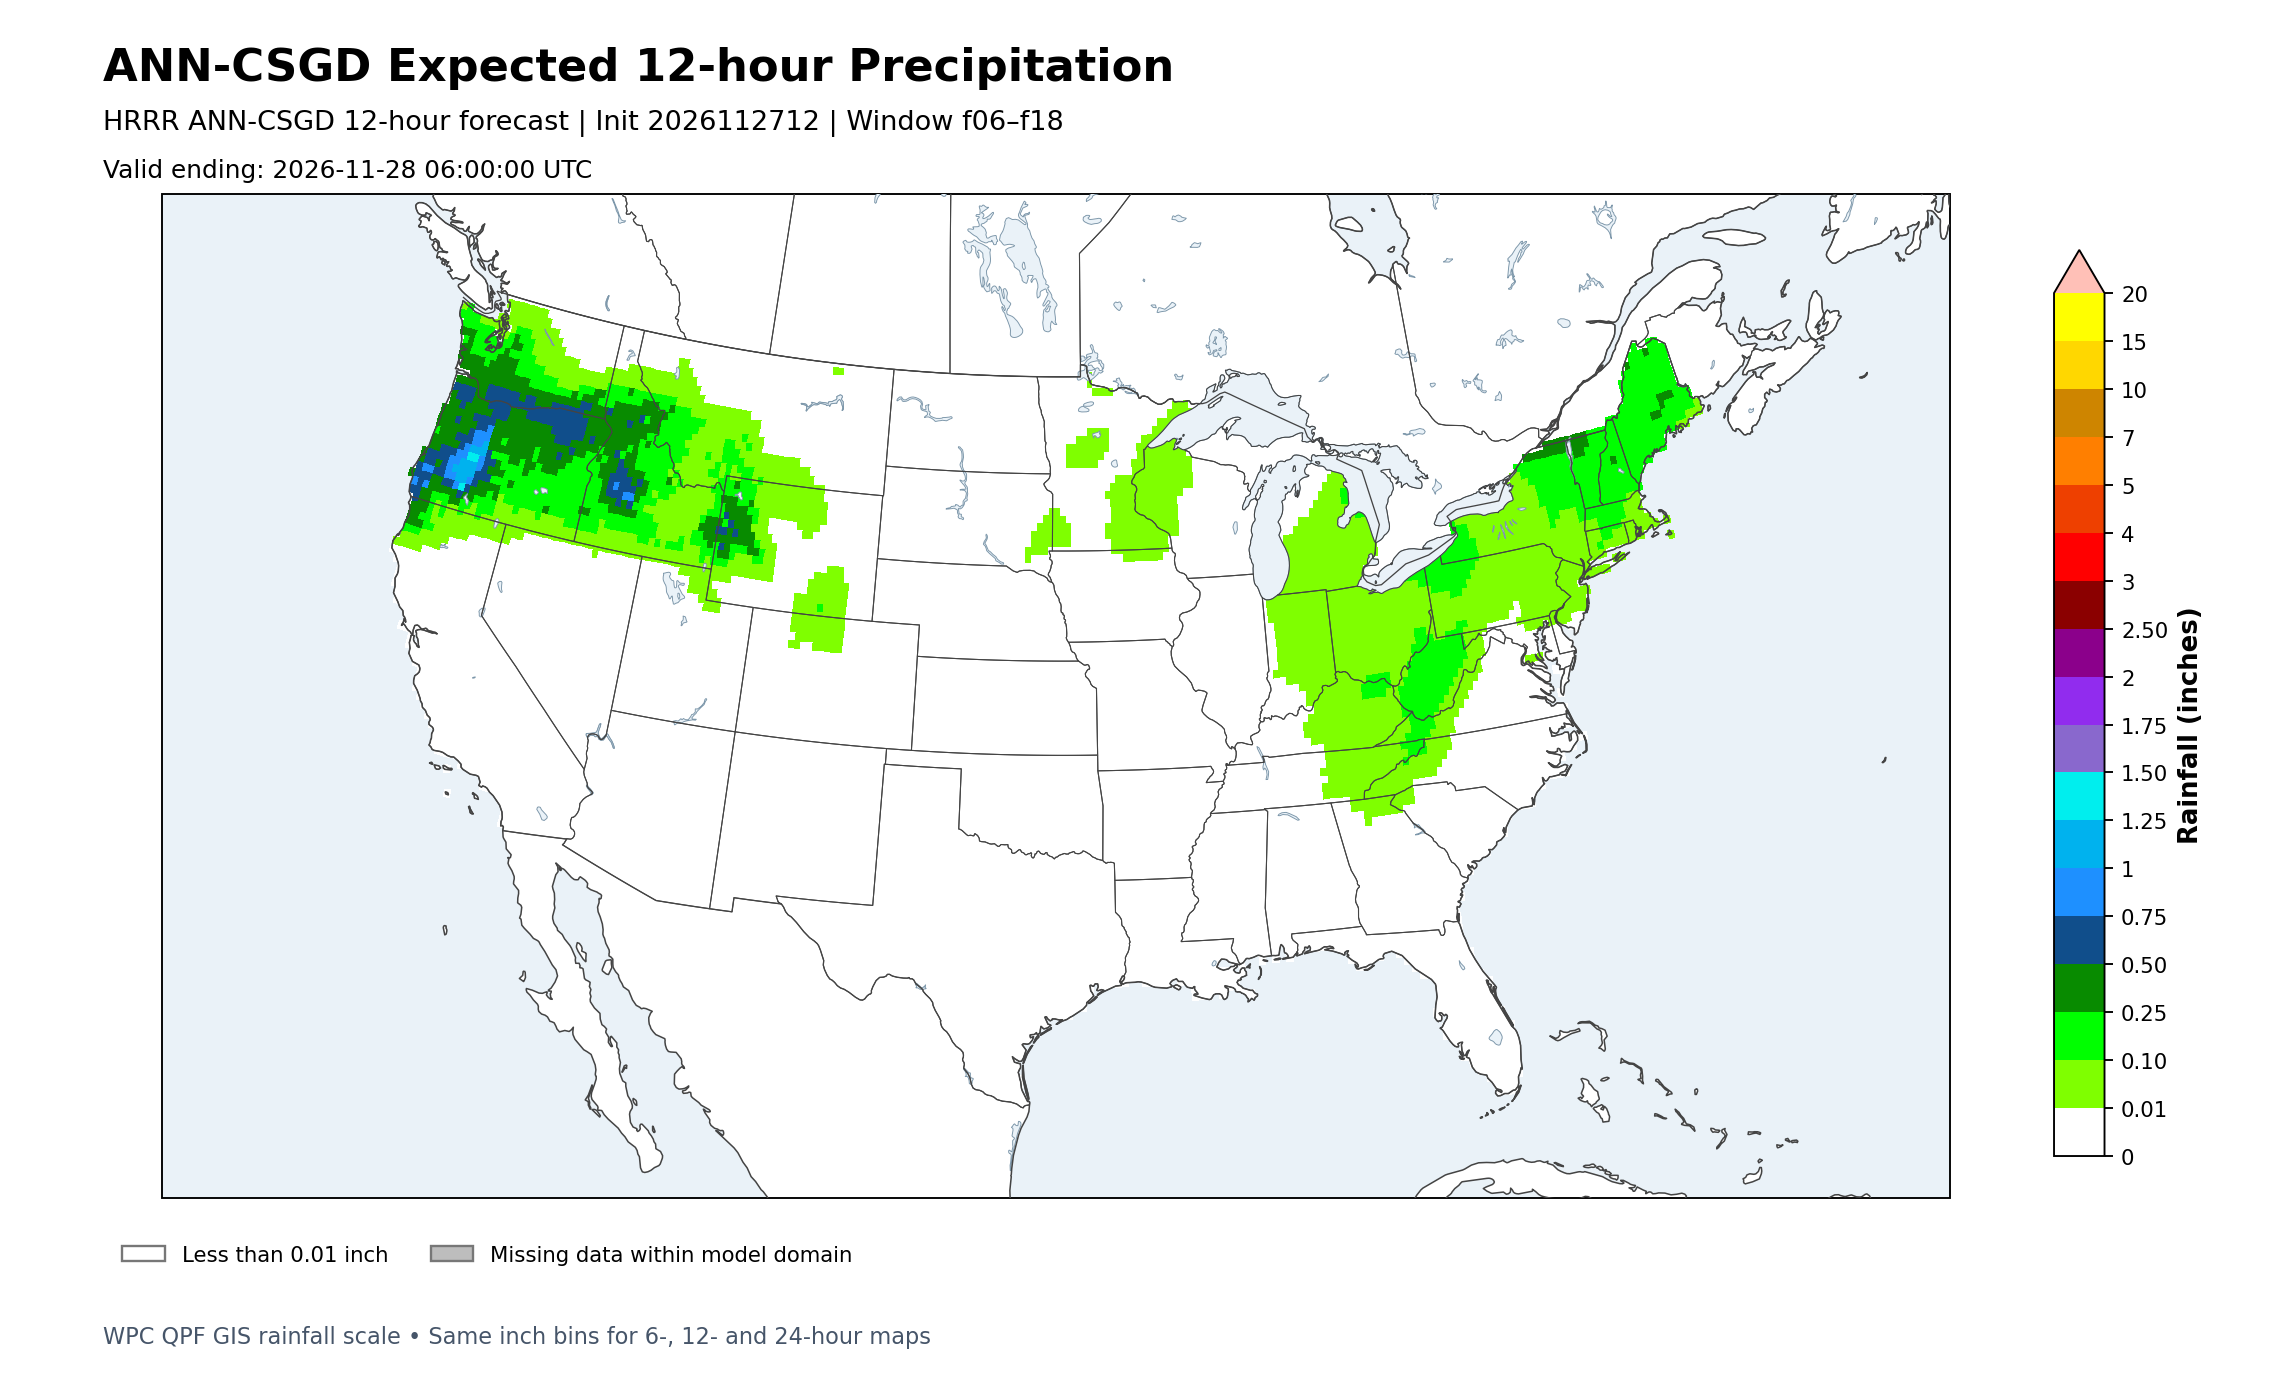 ANN-CSGD Expected 12-hour Precipitation
HRRR ANN-CSGD 12-hour forecast | Init 2026112712 | Window f06–f18
Valid ending: 2026-11-28 06:00:00 UTC
20
15
10
7
5
4
3
2.50
2
1.75
1.50
1.25
1
0.75
0.50
0.25
0.10
0.01
0
Rainfall (inches)
Less than 0.01 inch
Missing data within model domain
WPC QPF GIS rainfall scale • Same inch bins for 6-, 12- and 24-hour maps